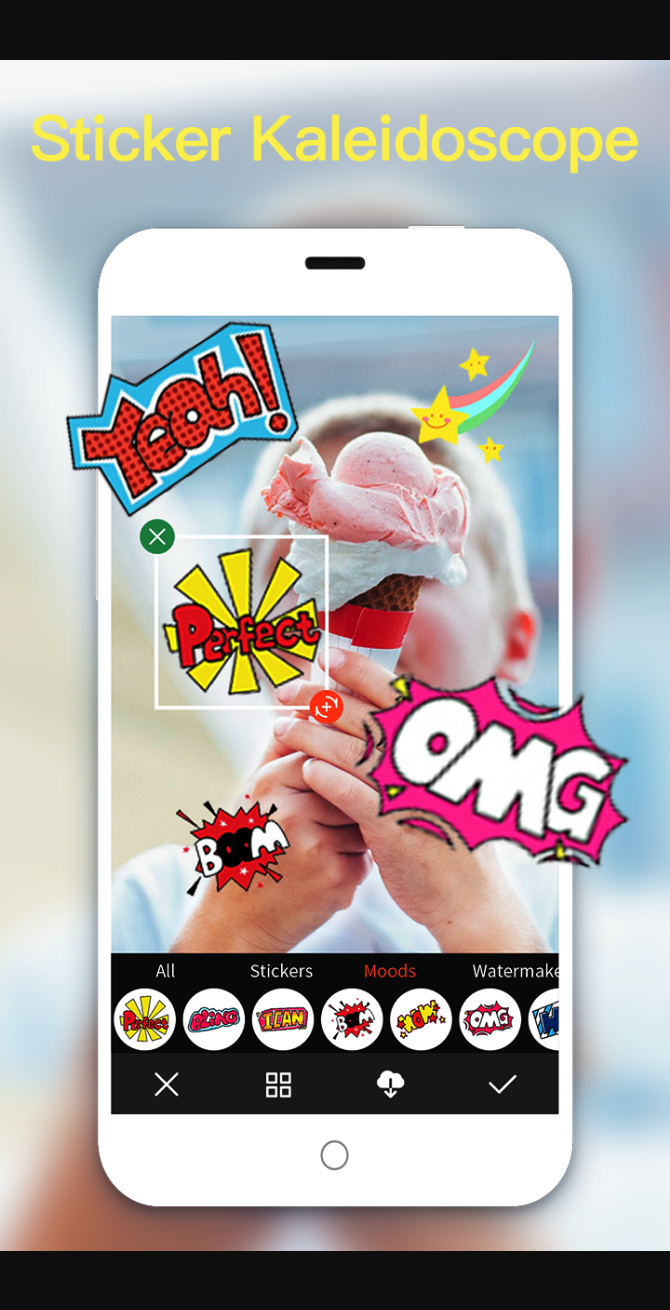 Sticker Kaleidoscope
Yeah!
Perfect
OMG
BOOM
All Stickers Moods Watermake
Perfect BLING I CAN BOOM WOW OMG W